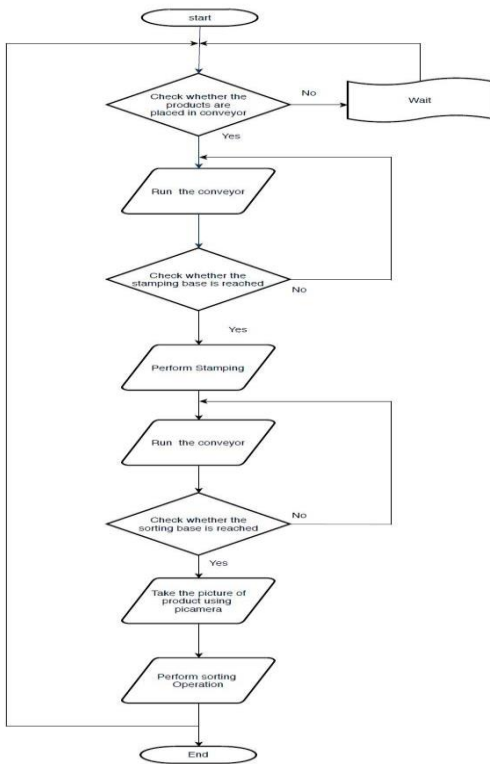 start
Check whether the
products are
placed in conveyor
No
Wait
Yes
Run the conveyor
Check whether the
stamping base is reached
No
Yes
Perform Stamping
Run the conveyor
Check whether the
sorting base is reached
No
Yes
Take the picture of
product using
picamera
Perform sorting
Operation
End